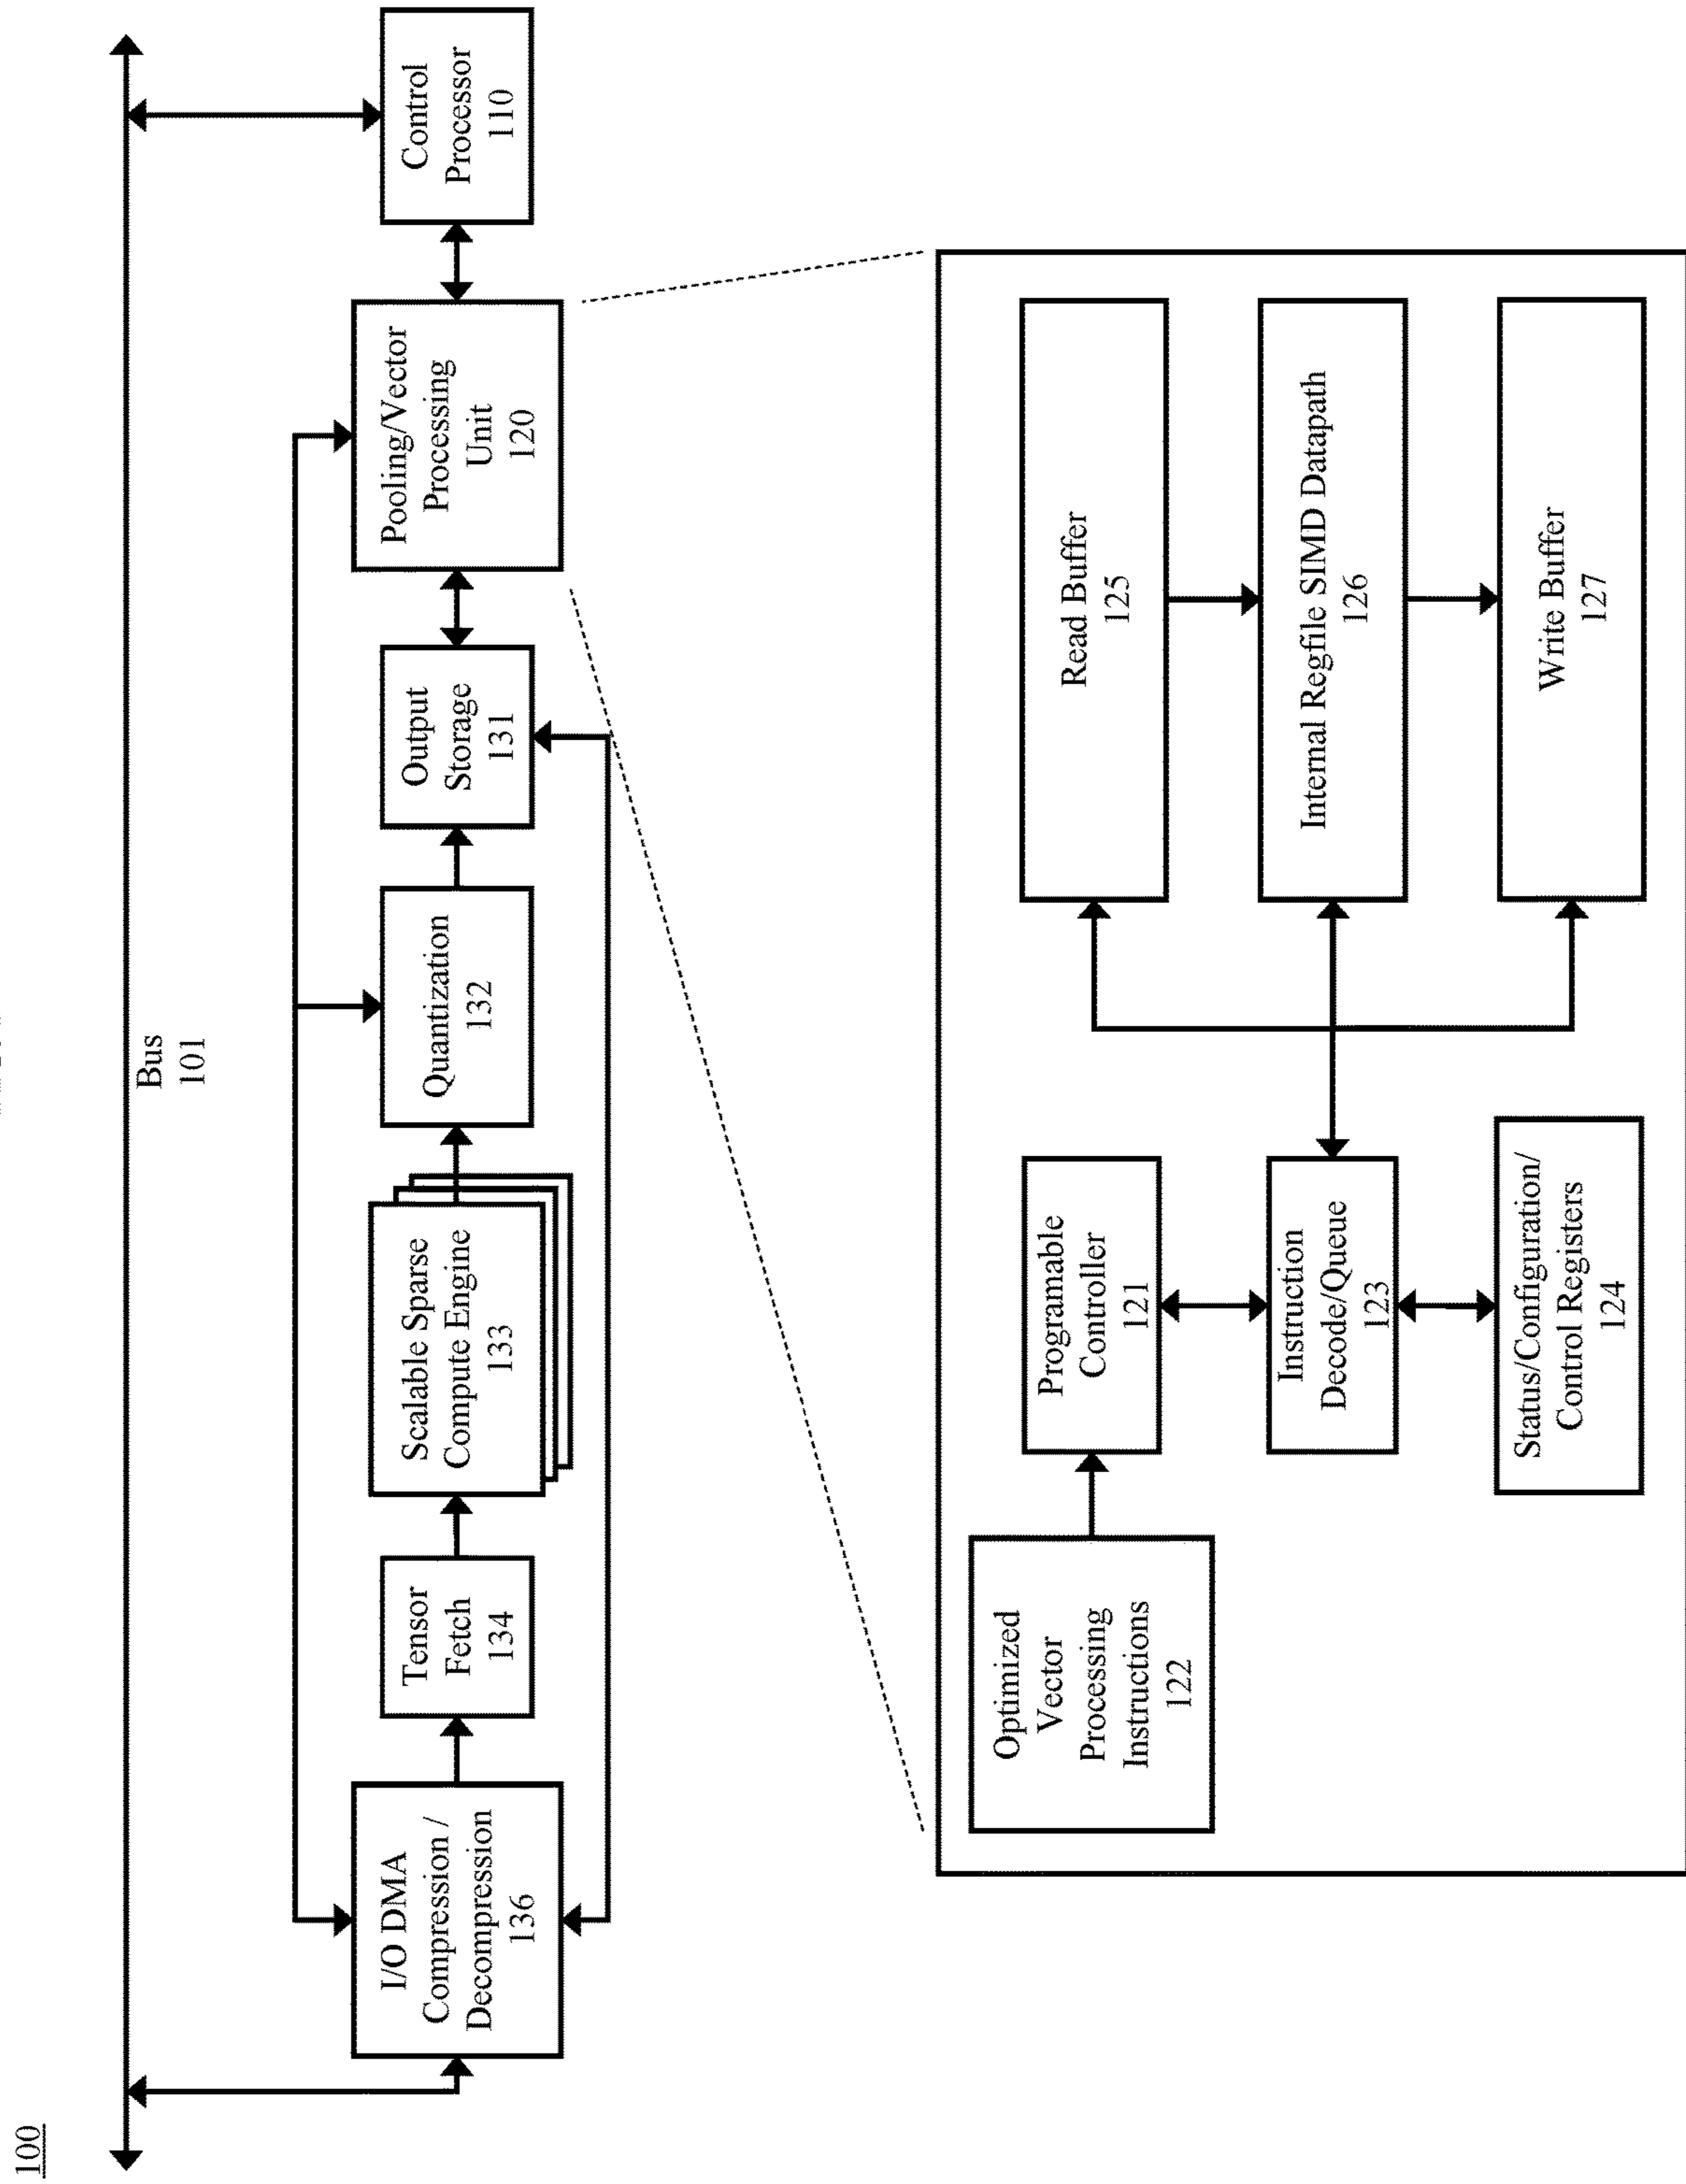 100
Bus
101
I/O DMA
Compression /
Decompression
136
Tensor
Fetch
134
Scalable Sparse
Compute Engine
133
Quantization
132
Output
Storage
131
Pooling/Vector
Processing
Unit
120
Control
Processor
110
Optimized
Vector
Processing
Instructions
122
Programable
Controller
121
Instruction
Decode/Queue
123
Status/Configuration/
Control Registers
124
Read Buffer
125
Internal Regfile SIMD Datapath
126
Write Buffer
127